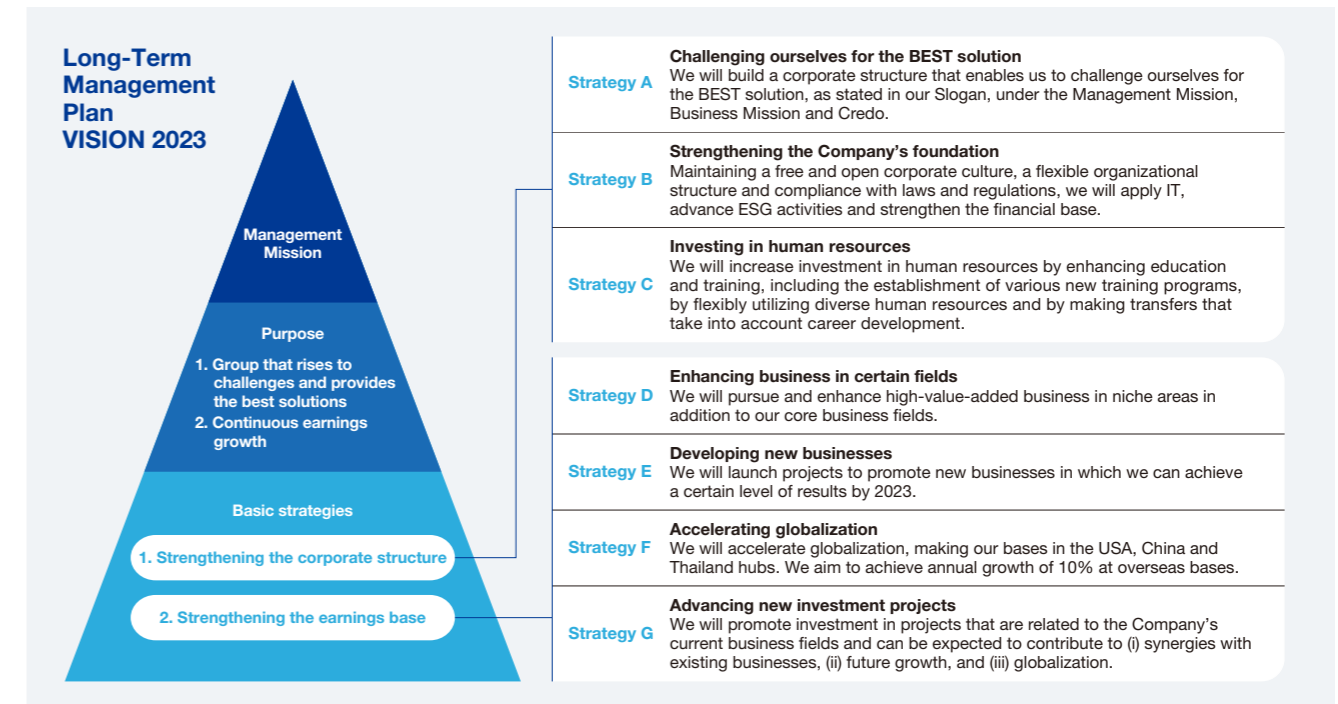 Long-Term
Management
Plan
VISION 2023
Management
Mission
Purpose
1. Group that rises to
challenges and provides
the best solutions
2. Continuous earnings
growth
Basic strategies
1. Strengthening the corporate structure
2. Strengthening the earnings base
Strategy A
Challenging ourselves for the BEST solution
We will build a corporate structure that enables us to challenge ourselves for
the BEST solution, as stated in our Slogan, under the Management Mission,
Business Mission and Credo.
Strategy B
Strengthening the Company’s foundation
Maintaining a free and open corporate culture, a flexible organizational
structure and compliance with laws and regulations, we will apply IT,
advance ESG activities and strengthen the financial base.
Strategy C
Investing in human resources
We will increase investment in human resources by enhancing education
and training, including the establishment of various new training programs,
by flexibly utilizing diverse human resources and by making transfers that
take into account career development.
Strategy D
Enhancing business in certain fields
We will pursue and enhance high-value-added business in niche areas in
addition to our core business fields.
Strategy E
Developing new businesses
We will launch projects to promote new businesses in which we can achieve
a certain level of results by 2023.
Strategy F
Accelerating globalization
We will accelerate globalization, making our bases in the USA, China and
Thailand hubs. We aim to achieve annual growth of 10% at overseas bases.
Strategy G
Advancing new investment projects
We will promote investment in projects that are related to the Company’s
current business fields and can be expected to contribute to (i) synergies with
existing businesses, (ii) future growth, and (iii) globalization.